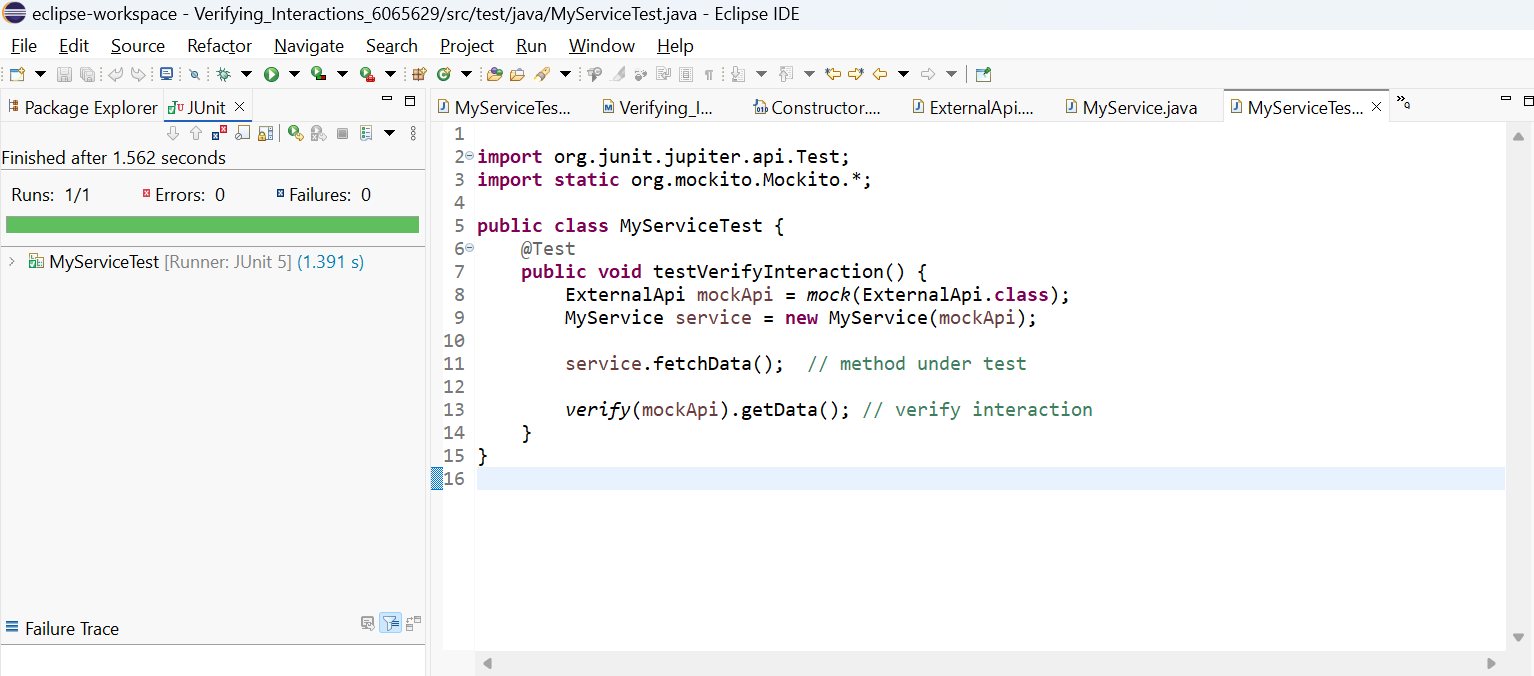 eclipse-workspace - Verifying_Interactions_6065629/src/test/java/MyServiceTest.java - Eclipse IDE
File Edit Source Refactor Navigate Search Project Run Window Help
Package Explorer JUnit
MyServiceTes... Verifying_I... Constructor.... ExternalApi.... MyService.java MyServiceTes...
Finished after 1.562 seconds
Runs: 1/1 Errors: 0 Failures: 0
MyServiceTest [Runner: JUnit 5] (1.391 s)
Failure Trace
1
2 import org.junit.jupiter.api.Test;
3 import static org.mockito.Mockito.*;
4
5 public class MyServiceTest {
6 @Test
7 public void testVerifyInteraction() {
8 ExternalApi mockApi = mock(ExternalApi.class);
9 MyService service = new MyService(mockApi);
10
11 service.fetchData(); // method under test
12
13 verify(mockApi).getData(); // verify interaction
14 }
15 }
16